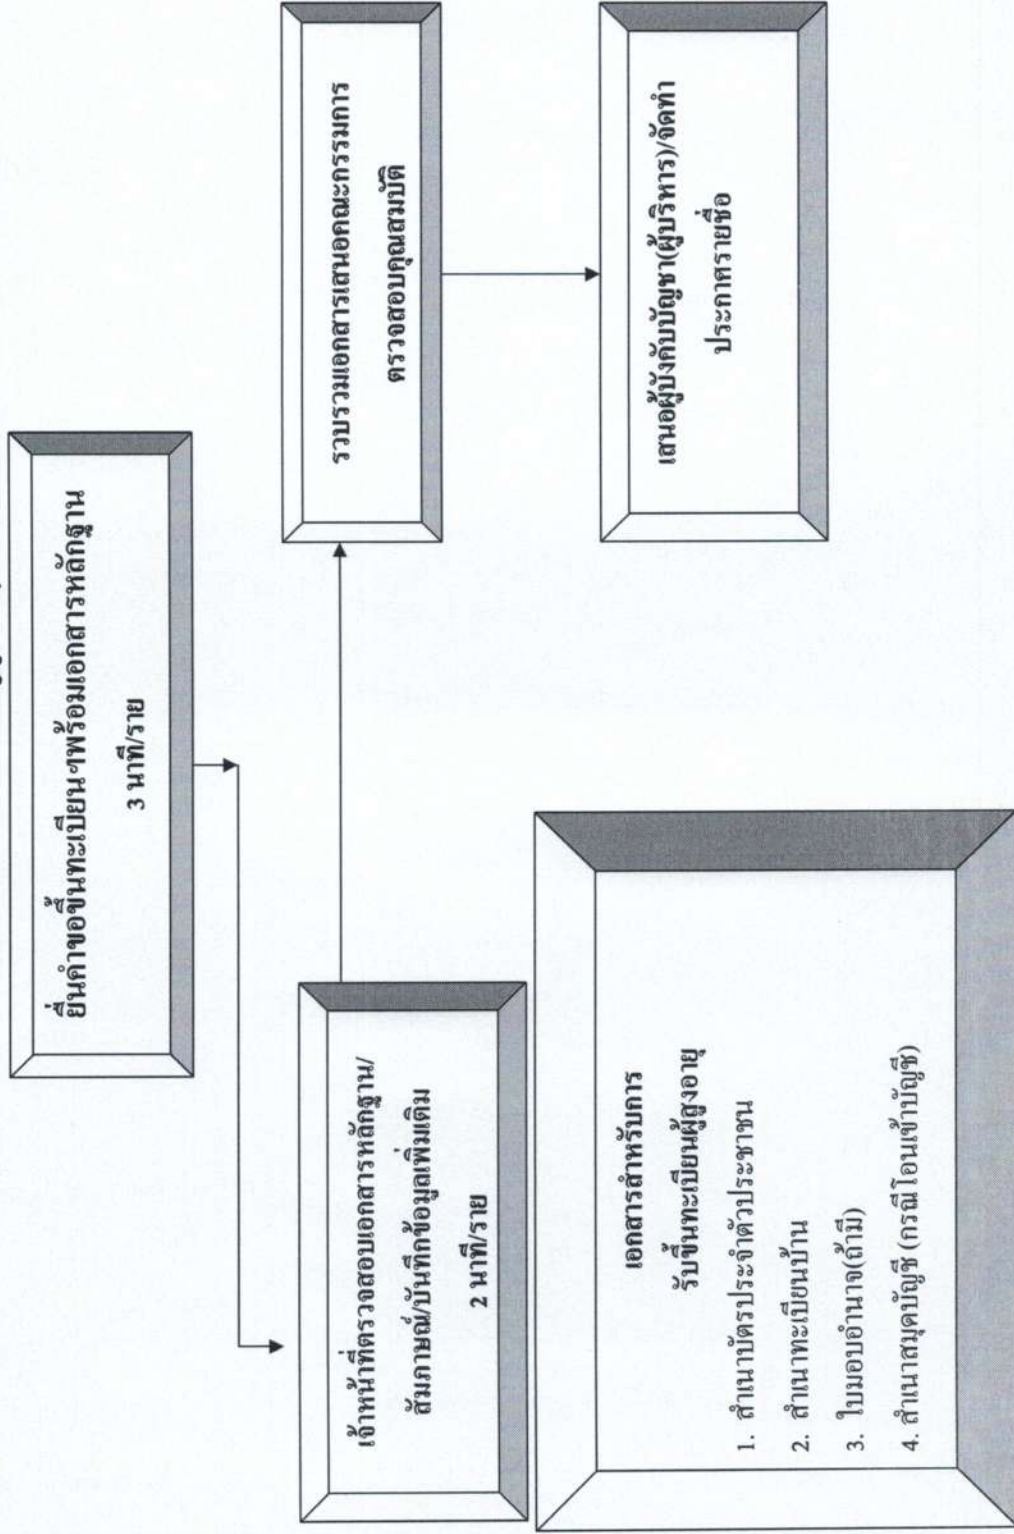 ยื่นคำขอขึ้นทะเบียนฯพร้อมเอกสารหลักฐาน
3 นาที/ราย
เจ้าหน้าที่ตรวจสอบเอกสารหลักฐาน/
สัมภาษณ์/บันทึกข้อมูลเพิ่มเติม
2 นาที/ราย
รวบรวมเอกสารเสนอคณะกรรมการ
ตรวจสอบคุณสมบัติ
เสนอผู้บังคับบัญชา(ผู้บริหาร)/จัดทำ
ประกาศรายชื่อ
เอกสารสำหรับการ
รับขึ้นทะเบียนผู้สูงอายุ
1. สำเนาบัตรประจำตัวประชาชน
2. สำเนาทะเบียนบ้าน
3. ใบมอบอำนาจ(ถ้ามี)
4. สำเนาสมุดบัญชี (กรณีโอนเข้าบัญชี)